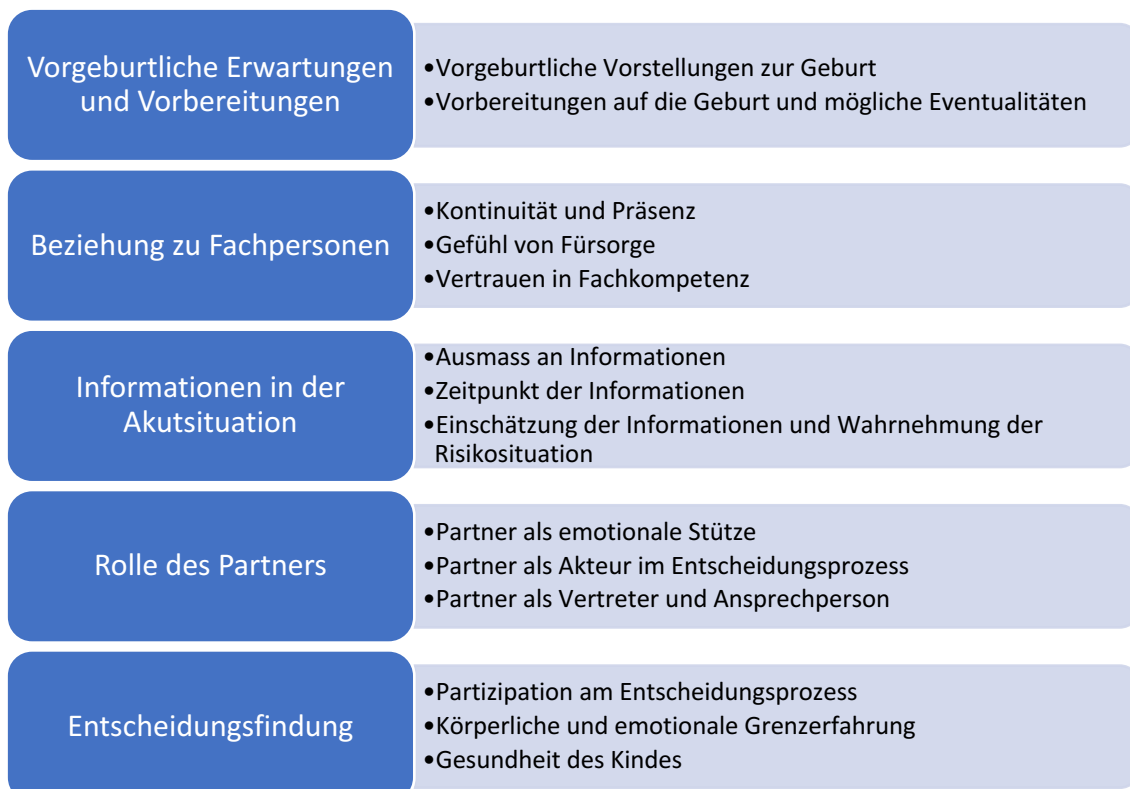 Vorgeburtliche Erwartungen
und Vorbereitungen
•Vorgeburtliche Vorstellungen zur Geburt
•Vorbereitungen auf die Geburt und mögliche Eventualitäten
Beziehung zu Fachpersonen
•Kontinuität und Präsenz
•Gefühl von Fürsorge
•Vertrauen in Fachkompetenz
Informationen in der
Akutsituation
•Ausmass an Informationen
•Zeitpunkt der Informationen
•Einschätzung der Informationen und Wahrnehmung der
Risikosituation
Rolle des Partners
•Partner als emotionale Stütze
•Partner als Akteur im Entscheidungsprozess
•Partner als Vertreter und Ansprechperson
Entscheidungsfindung
•Partizipation am Entscheidungsprozess
•Körperliche und emotionale Grenzerfahrung
•Gesundheit des Kindes